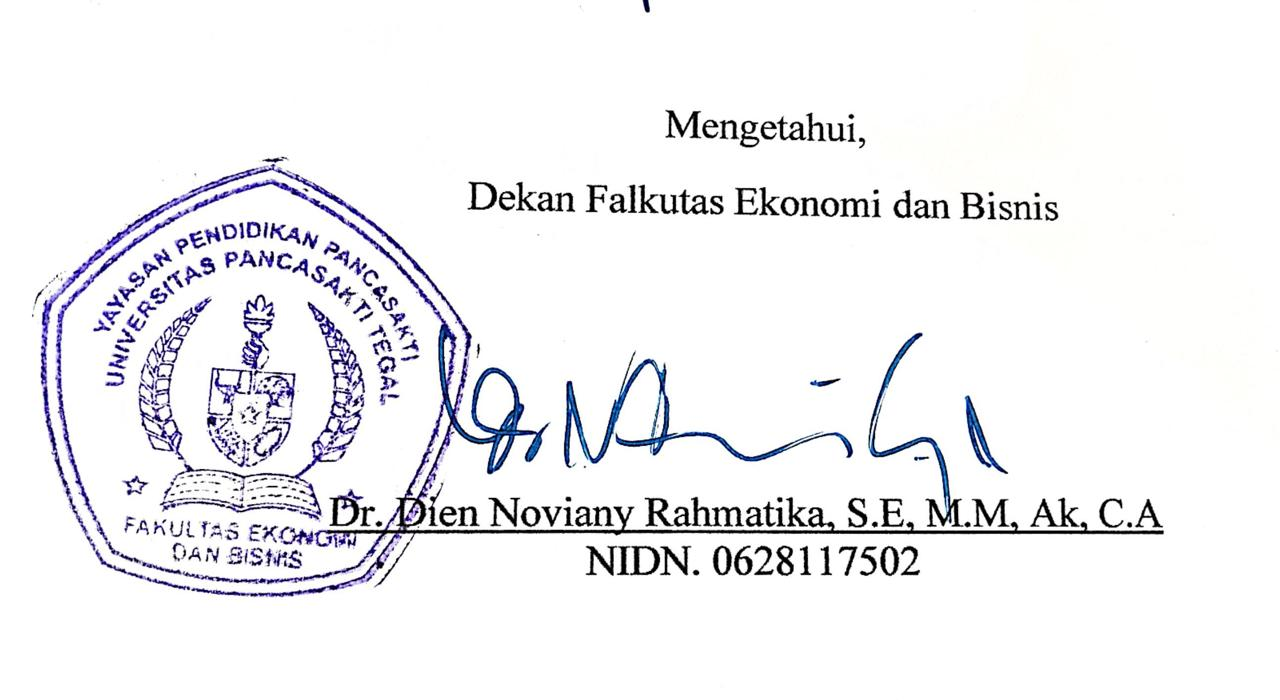 Mengetahui,
Dekan Falkutas Ekonomi dan Bisnis
YAYASAN PENDIDIKAN PANCASAKTI
UNIVERSITAS PANCASAKTI TEGAL
FAKULTAS EKONOMI
DAN BISNIS
Dr. Dien Noviany Rahmatika, S.E, M.M, Ak, C.A
NIDN. 0628117502